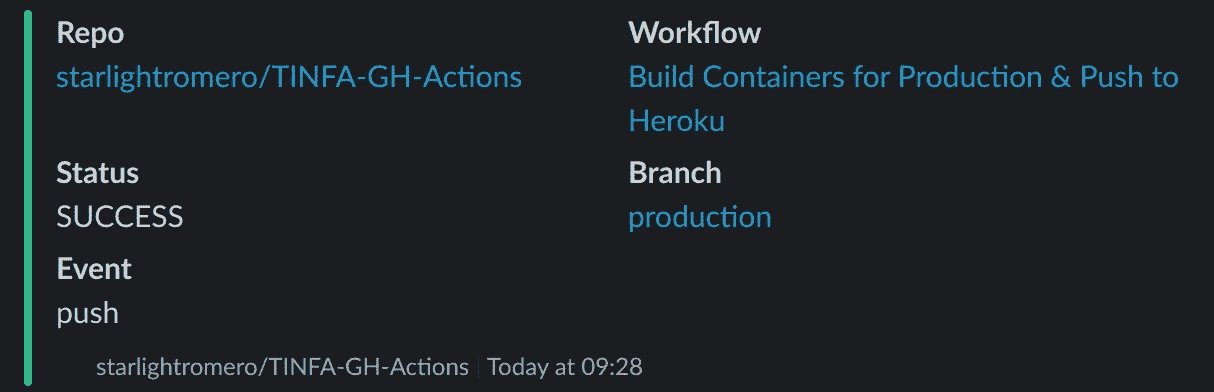 Repo
starlightromero/TINFA-GH-Actions
Workflow
Build Containers for Production & Push to
Heroku
Status
SUCCESS
Branch
production
Event
push
starlightromero/TINFA-GH-Actions | Today at 09:28